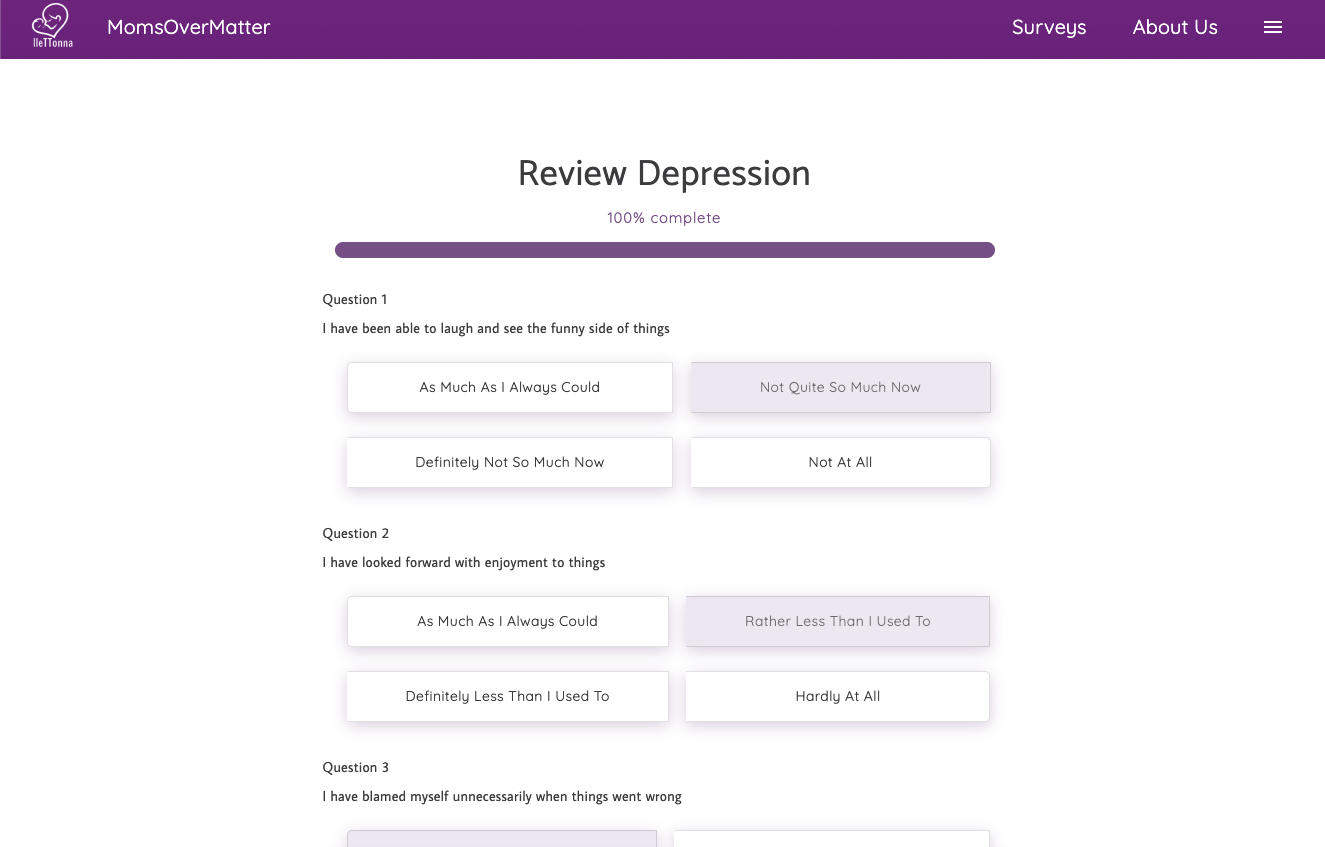 IleTTonna
MomsOverMatter
Surveys
About Us
Review Depression
100% complete
Question 1
I have been able to laugh and see the funny side of things
As Much As I Always Could
Not Quite So Much Now
Definitely Not So Much Now
Not At All
Question 2
I have looked forward with enjoyment to things
As Much As I Always Could
Rather Less Than I Used To
Definitely Less Than I Used To
Hardly At All
Question 3
I have blamed myself unnecessarily when things went wrong